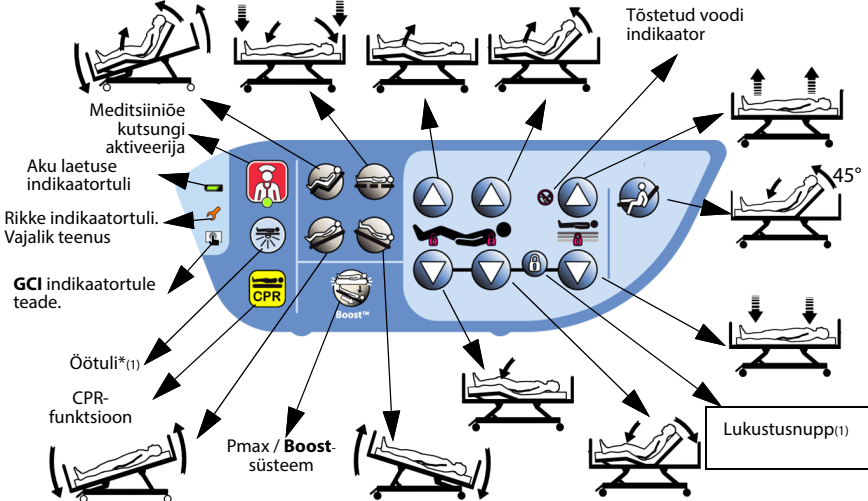 Tõstetud voodi
indikaator
Meditsiiniõe
kutsungi
aktiveerija
Aku laetuse
indikaatortuli
45°
Rikke indikaatortuli.
Vajalik teenus
GCI indikaatortule
teade.
CPR
Boost™
Öötuli*(1)
CPR-
funktsioon
Pmax / Boost-
süsteem
Lukustusnupp(1)